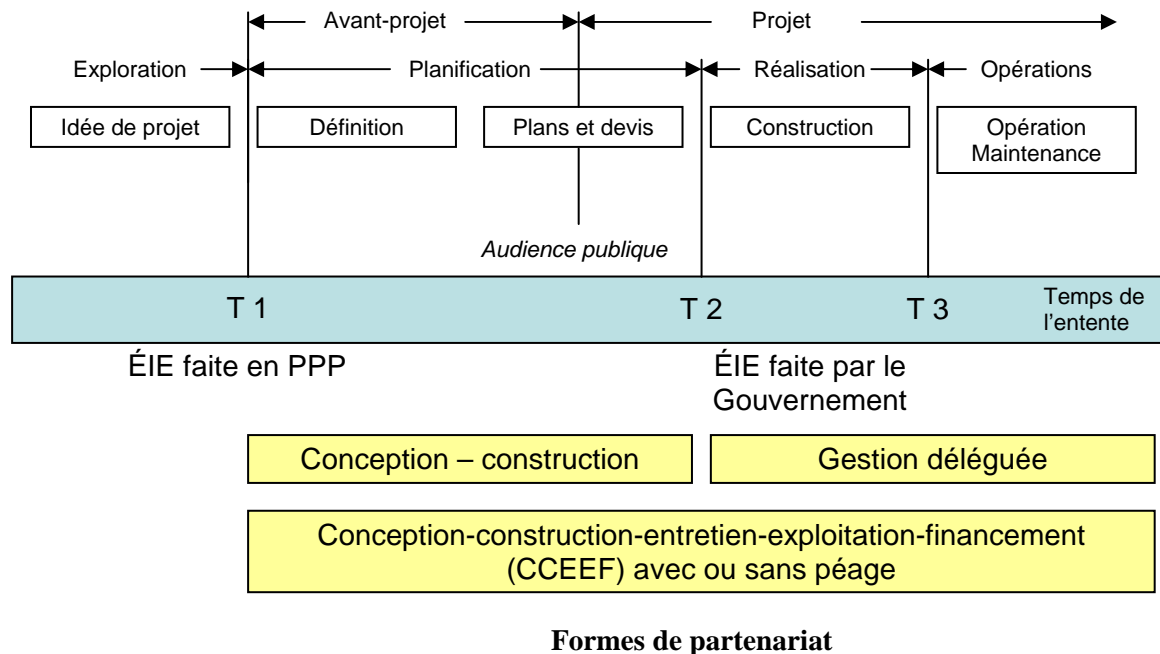 Avant-projet
Projet
Exploration
Planification
Réalisation
Opérations
Idée de projet
Définition
Plans et devis
Construction
Opération
Maintenance
Audience publique
T 1
T 2
T 3
Temps de
l'entente
ÉIE faite en PPP
ÉIE faite par le
Gouvernement
Conception – construction
Gestion déléguée
Conception-construction-entretien-exploitation-financement
(CCEEF) avec ou sans péage
Formes de partenariat